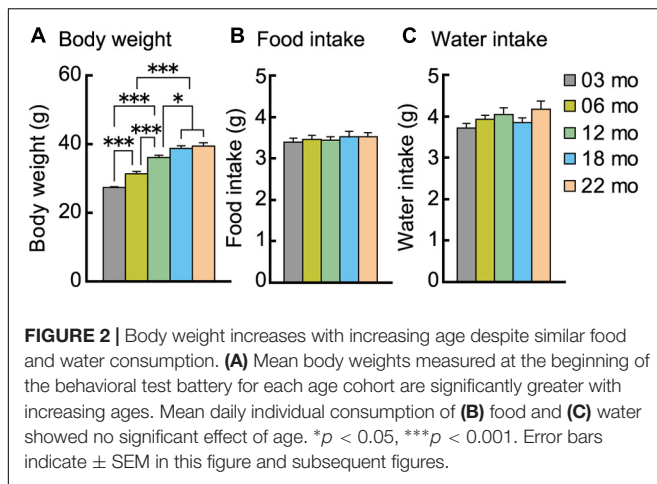 A Body weight
B Food intake
C Water intake
Body weight (g)
60
40
20
0
***
***
*
***
***
Food intake (g)
5
4
3
2
1
0
Water intake (g)
5
4
3
2
1
0
03 mo
06 mo
12 mo
18 mo
22 mo
FIGURE 2 | Body weight increases with increasing age despite similar food
and water consumption. (A) Mean body weights measured at the beginning of
the behavioral test battery for each age cohort are significantly greater with
increasing ages. Mean daily individual consumption of (B) food and (C) water
showed no significant effect of age. *p < 0.05, ***p < 0.001. Error bars
indicate ± SEM in this figure and subsequent figures.